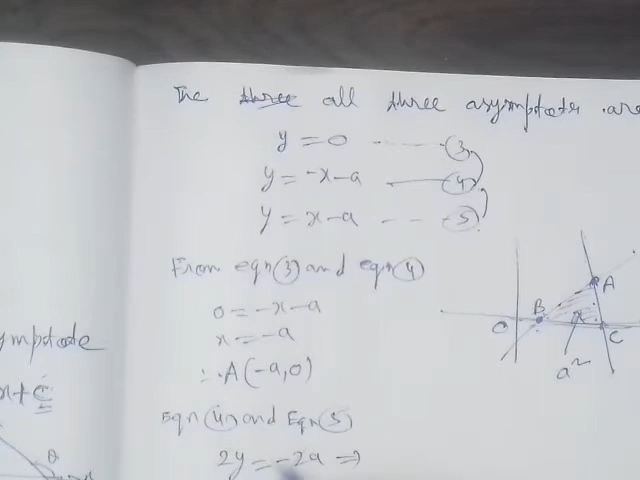 The three all three asymptotes are
y = 0 ------ (3)
y = -x-a ——— (4)
y = x-a --- (5)
From eqn (3) and eqn (4)
0 = -x-a
x = -a
∴ A(-a,0)
Eqn (4) and Eqn (5)
2y = -2a ⇒
A
B
O
x
C
a²
ymptote
x+c
θ